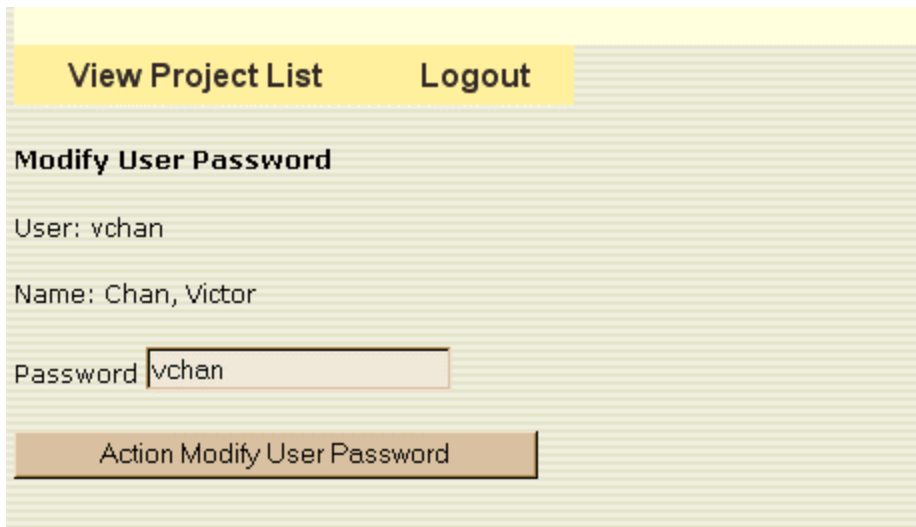 View Project List Logout
Modify User Password
User: vchan
Name: Chan, Victor
Password vchan
Action Modify User Password